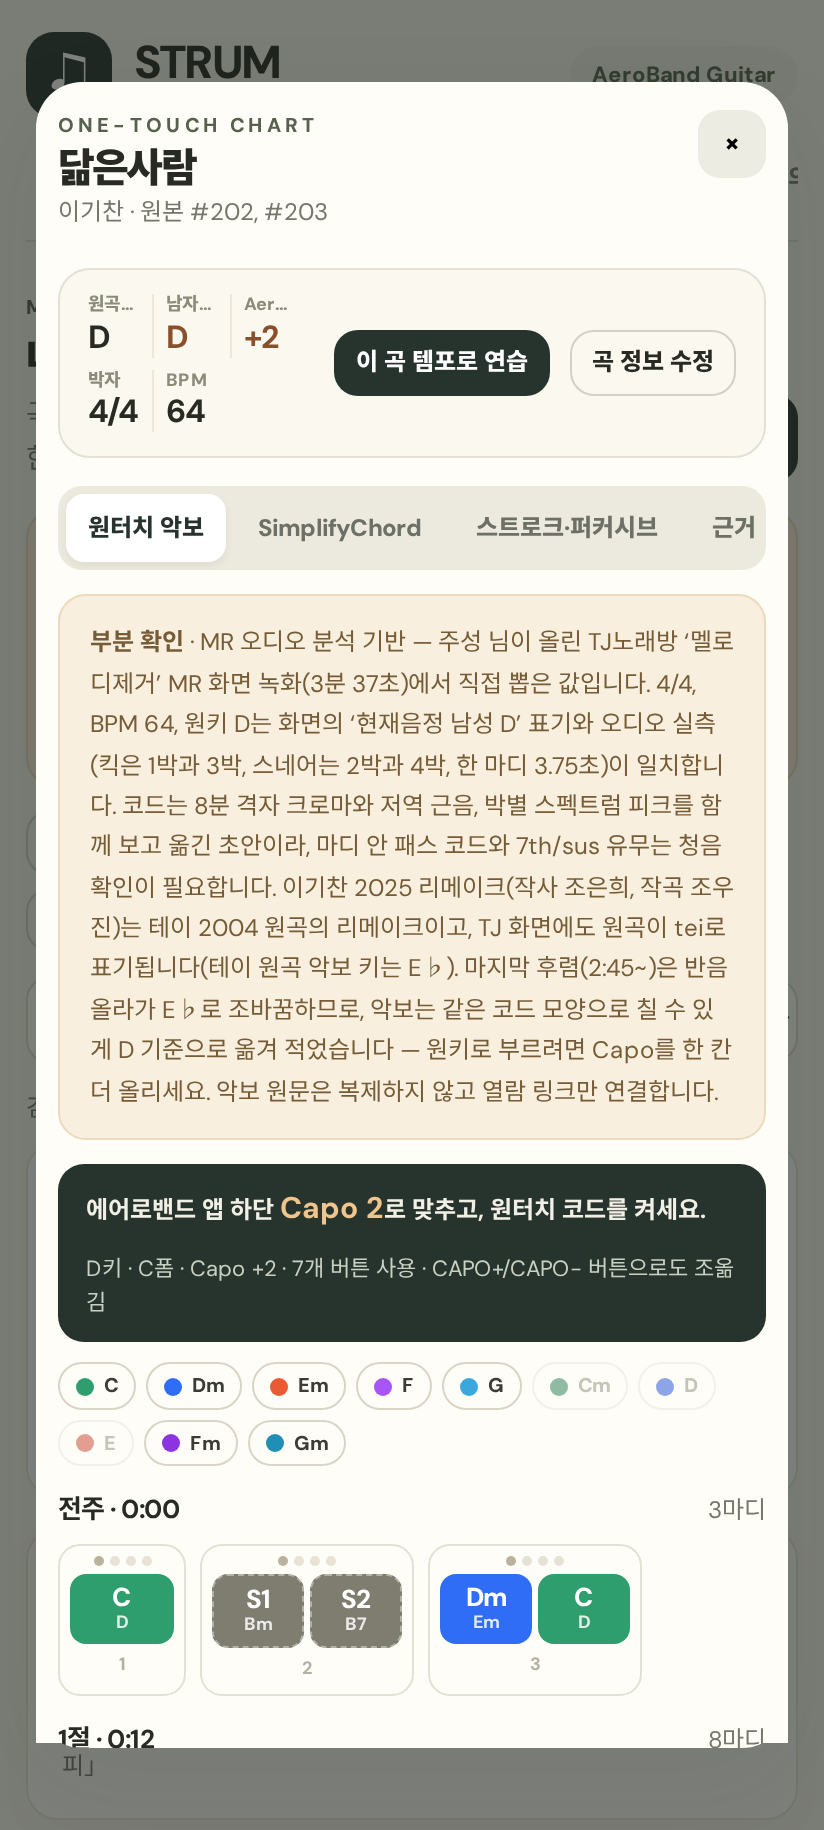 STRUM
AeroBand Guitar
ONE-TOUCH CHART
×
닮은사람
이기찬 · 원본 #202, #203
원곡... 남자... Aer...
D D +2
박자 BPM
4/4 64
이 곡 템포로 연습
곡 정보 수정
원터치 악보 SimplifyChord 스트로크·퍼커시브 근거
부분 확인 · MR 오디오 분석 기반 — 주성 님이 올린 TJ노래방 ‘멜로
디제거’ MR 화면 녹화(3분 37초)에서 직접 뽑은 값입니다. 4/4,
BPM 64, 원키 D는 화면의 ‘현재음정 남성 D’ 표기와 오디오 실측
(킥은 1박과 3박, 스네어는 2박과 4박, 한 마디 3.75초)이 일치합니
다. 코드는 8분 격자 크로마와 저역 근음, 박별 스펙트럼 피크를 함
께 보고 옮긴 초안이라, 마디 안 패스 코드와 7th/sus 유무는 청음
확인이 필요합니다. 이기찬 2025 리메이크(작사 조은희, 작곡 조우
진)는 테이 2004 원곡의 리메이크이고, TJ 화면에도 원곡이 tei로
표기됩니다(테이 원곡 악보 키는 E♭). 마지막 후렴(2:45~)은 반음
올라가 E♭로 조바꿈하므로, 악보는 같은 코드 모양으로 칠 수 있
게 D 기준으로 옮겨 적었습니다 — 원키로 부르려면 Capo를 한 칸
더 올리세요. 악보 원문은 복제하지 않고 열람 링크만 연결합니다.
에어로밴드 앱 하단 Capo 2로 맞추고, 원터치 코드를 켜세요.
D키 · C폼 · Capo +2 · 7개 버튼 사용 · CAPO+/CAPO- 버튼으로도 조옮
김
C Dm Em F G Cm D
E Fm Gm
전주 · 0:00 3마디
C S1 S2 Dm C
D Bm B7 Em D
1 2 3
1절 · 0:12 8마디
피」